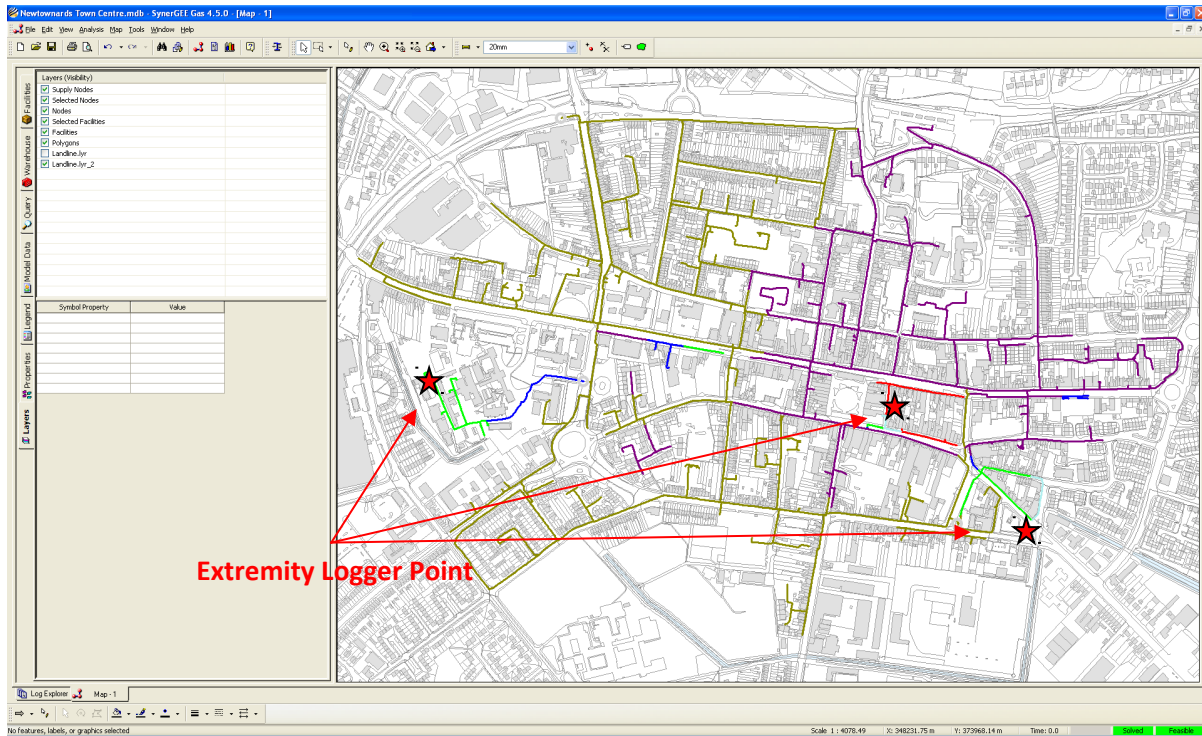 Newtownards Town Centre.mdb - SynerGEE Gas 4.5.0 - [Map - 1]
File Edit View Analysis Map Tools Window Help
20mm
Layers (Visibility)
Supply Nodes
Selected Nodes
Nodes
Selected Facilities
Facilities
Polygons
Landline.lyr
Landline.lyr_2
Facilities
Warehouse
Query
Model Data
Legend
Properties
Layers
Symbol Property Value
Extremity Logger Point
Log Explorer Map - 1
No features, labels, or graphics selected Scale 1 : 4078.49 X: 348231.75 m Y: 373968.14 m Time: 0.0 Solved Feasible